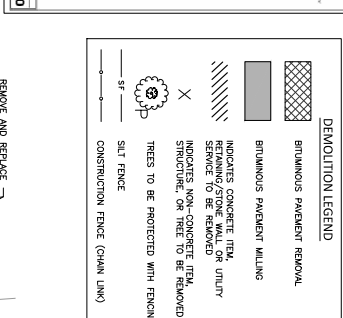 DEMOLITION LEGEND
BITUMINOUS PAVEMENT REMOVAL
BITUMINOUS PAVEMENT MILLING
INDICATES CONCRETE ITEM,
RETAINING/STONE WALL OR UTILITY
SERVICE TO BE REMOVED
INDICATES NON-CONCRETE ITEM,
STRUCTURE, OR TREE TO BE REMOVED
TREES TO BE PROTECTED WITH FENCIN
SF
SILT FENCE
CONSTRUCTION FENCE (CHAIN LINK)
REMOVE AND REPLACE